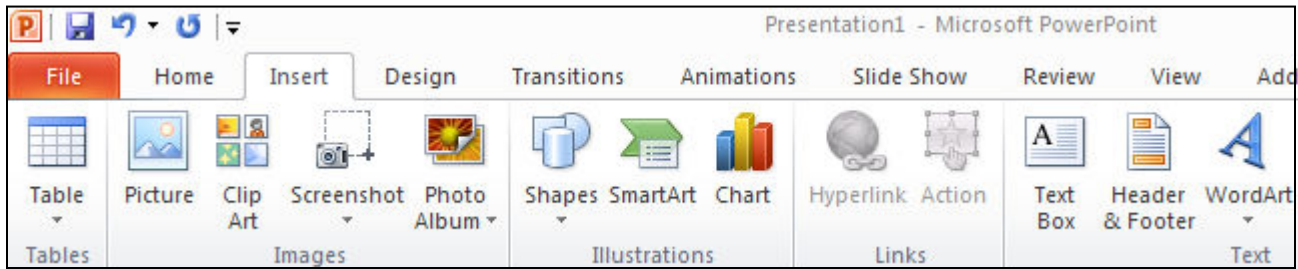 Presentation1 - Microsoft PowerPoint
File Home Insert Design Transitions Animations Slide Show Review View Add
Table Picture Clip Art Screenshot Photo Album Shapes SmartArt Chart Hyperlink Action Text Box Header & Footer WordArt
Tables Images Illustrations Links Text